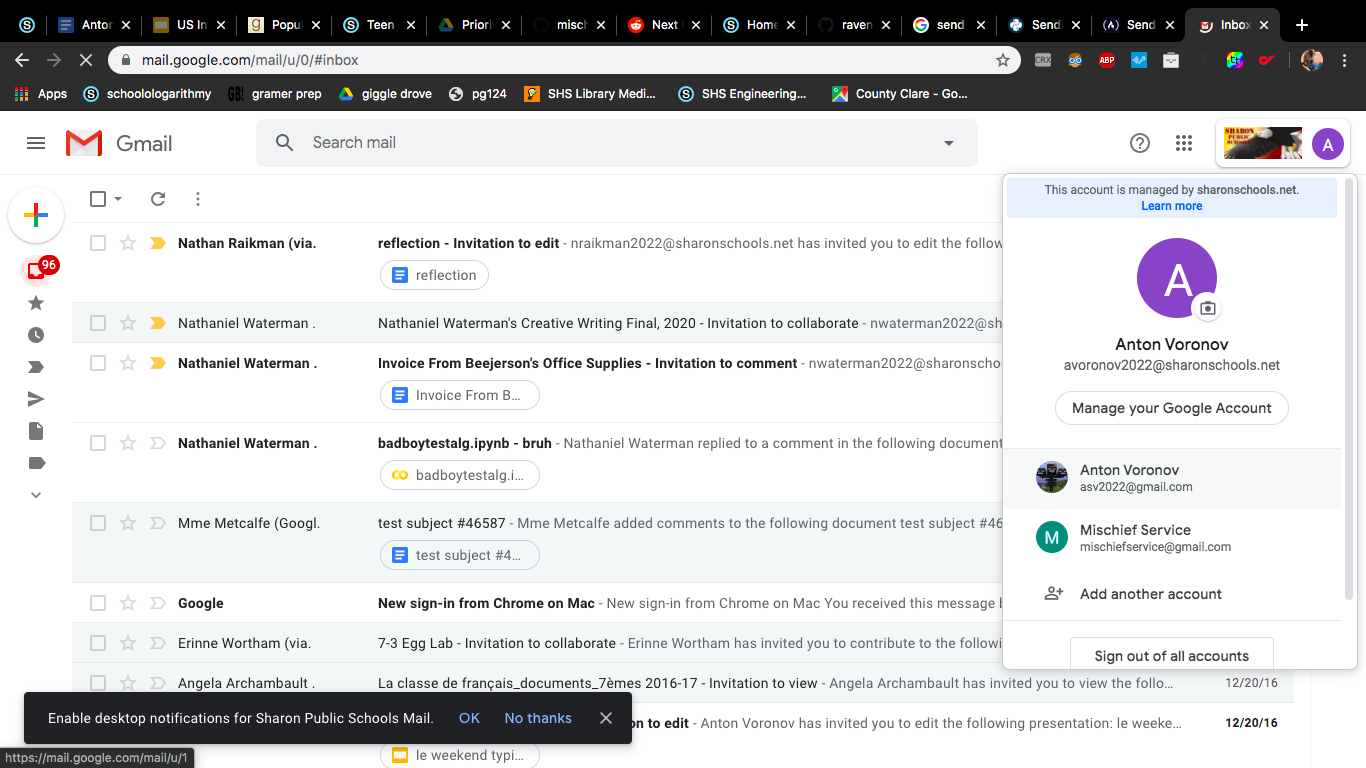 Antor
US In
Popul
Teen
Priorit
misch
Next
Home
raven
send
Sendi
Send
Inbox
mail.google.com/mail/u/0/#inbox
CRX
ABP
Apps
schoolologarithmy
GB!
gramer prep
giggle drove
pg124
SHS Library Medi...
SHS Engineering...
County Clare - Go...
Gmail
Search mail
SHARON
PUBLIC
SCHOOLS
A
This account is managed by sharonschools.net.
Learn more
A
Anton Voronov
avoronov2022@sharonschools.net
Manage your Google Account
Anton Voronov
asv2022@gmail.com
M
Mischief Service
mischiefservice@gmail.com
Add another account
Sign out of all accounts
96
Nathan Raikman (via. reflection - Invitation to edit - nraikman2022@sharonschools.net has invited you to edit the follow
reflection
Nathaniel Waterman . Nathaniel Waterman's Creative Writing Final, 2020 - Invitation to collaborate - nwaterman2022@sh
Nathaniel Waterman . Invoice From Beejerson's Office Supplies - Invitation to comment - nwaterman2022@sharonschoo
Invoice From B...
Nathaniel Waterman . badboytestalg.ipynb - bruh - Nathaniel Waterman replied to a comment in the following document
badboytestalg.i...
Mme Metcalfe (Googl. test subject #46587 - Mme Metcalfe added comments to the following document test subject #46
test subject #4...
Google New sign-in from Chrome on Mac - New sign-in from Chrome on Mac You received this message b
Erinne Wortham (via. 7-3 Egg Lab - Invitation to collaborate - Erinne Wortham has invited you to contribute to the followi
Angela Archambault . La classe de français_documents_7èmes 2016-17 - Invitation to view - Angela Archambault has invited you to view the follo... 12/20/16
on to edit - Anton Voronov has invited you to edit the following presentation: le weeke... 12/20/16
le weekend typi...
Enable desktop notifications for Sharon Public Schools Mail. OK No thanks
https://mail.google.com/mail/u/1